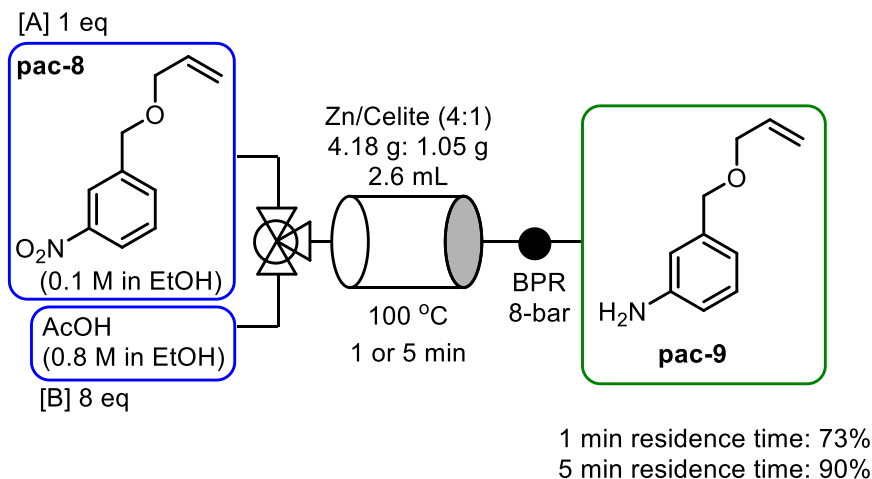 [A] 1 eq
pac-8
O
O₂N
(0.1 M in EtOH)
AcOH
(0.8 M in EtOH)
[B] 8 eq
Zn/Celite (4:1)
4.18 g: 1.05 g
2.6 mL
100 °C
1 or 5 min
BPR
8-bar
O
H₂N
pac-9
1 min residence time: 73%
5 min residence time: 90%